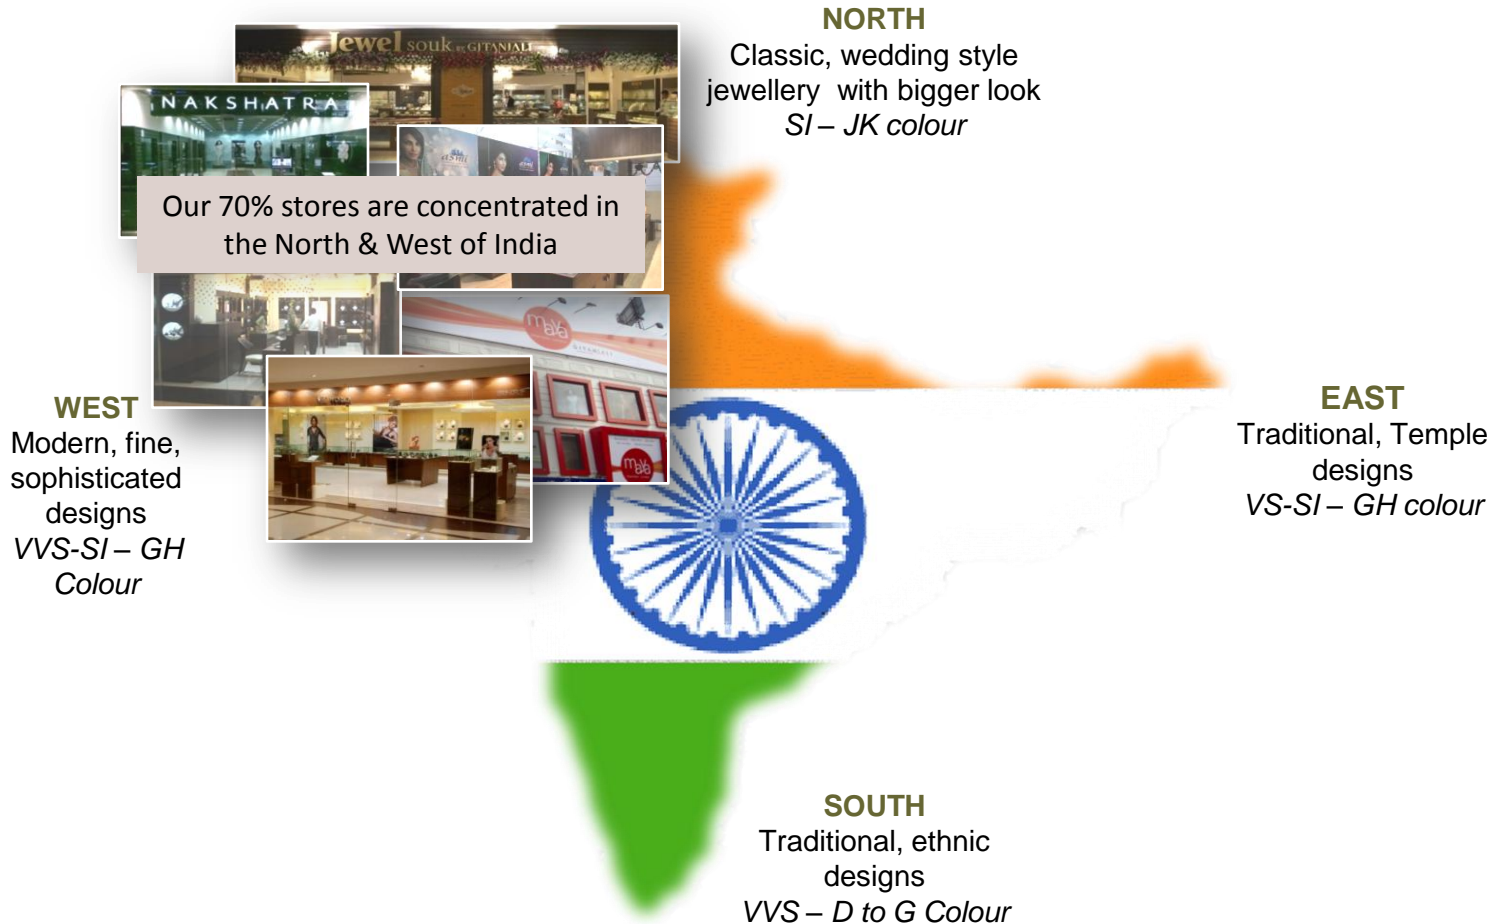 NORTH
Classic, wedding style
jewellery with bigger look
SI – JK colour
Jewel souk BY GITANJALI
NAKSHATRA
Our 70% stores are concentrated in
the North & West of India
maya
GITANJALI
maya
WEST
Modern, fine,
sophisticated
designs
VVS-SI – GH
Colour
EAST
Traditional, Temple
designs
VS-SI – GH colour
SOUTH
Traditional, ethnic
designs
VVS – D to G Colour